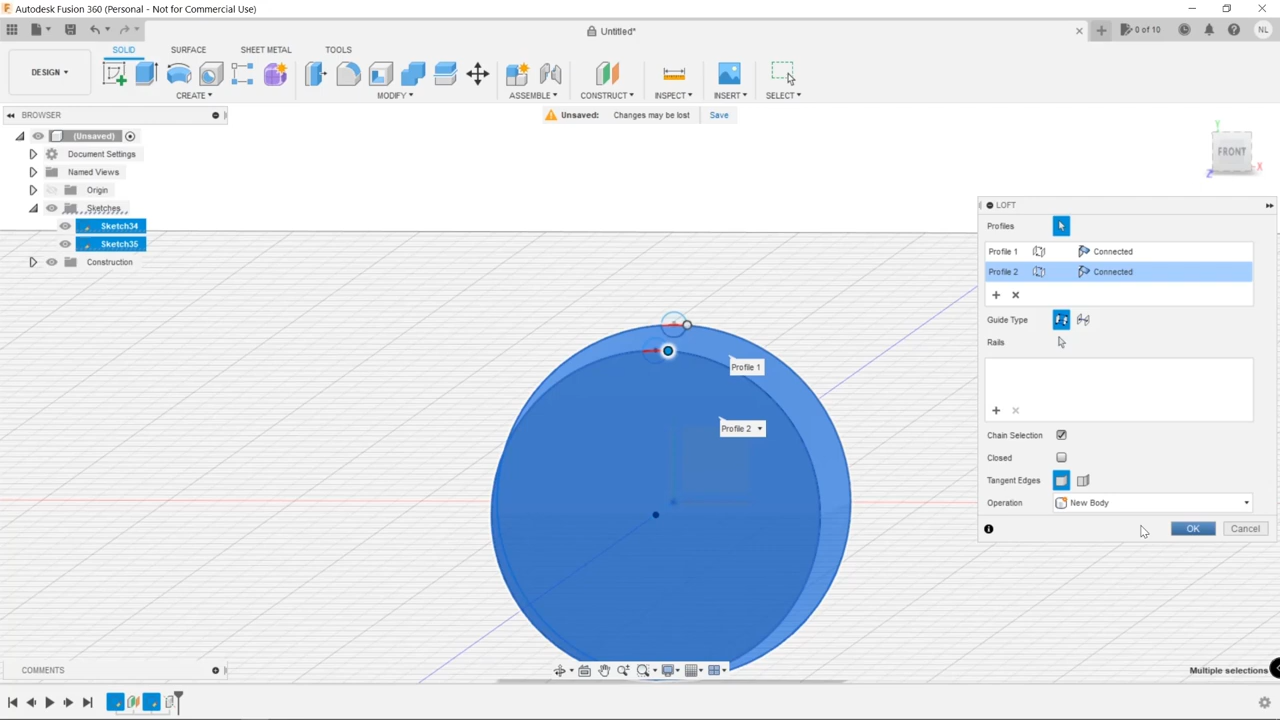 Autodesk Fusion 360 (Personal - Not for Commercial Use)
Untitled*
0 of 10
NL
DESIGN
SOLID SURFACE SHEET METAL TOOLS
CREATE MODIFY ASSEMBLE CONSTRUCT INSPECT INSERT SELECT
BROWSER
Unsaved: Changes may be lost Save
(Unsaved)
Document Settings
Named Views
Origin
Sketches
Sketch34
Sketch35
Construction
Y
FRONT
X
Z
LOFT
Profiles
Profile 1 Connected
Profile 2 Connected
Guide Type
Rails
Chain Selection
Closed
Tangent Edges
Operation New Body
OK Cancel
Profile 1
Profile 2
COMMENTS
Multiple selections